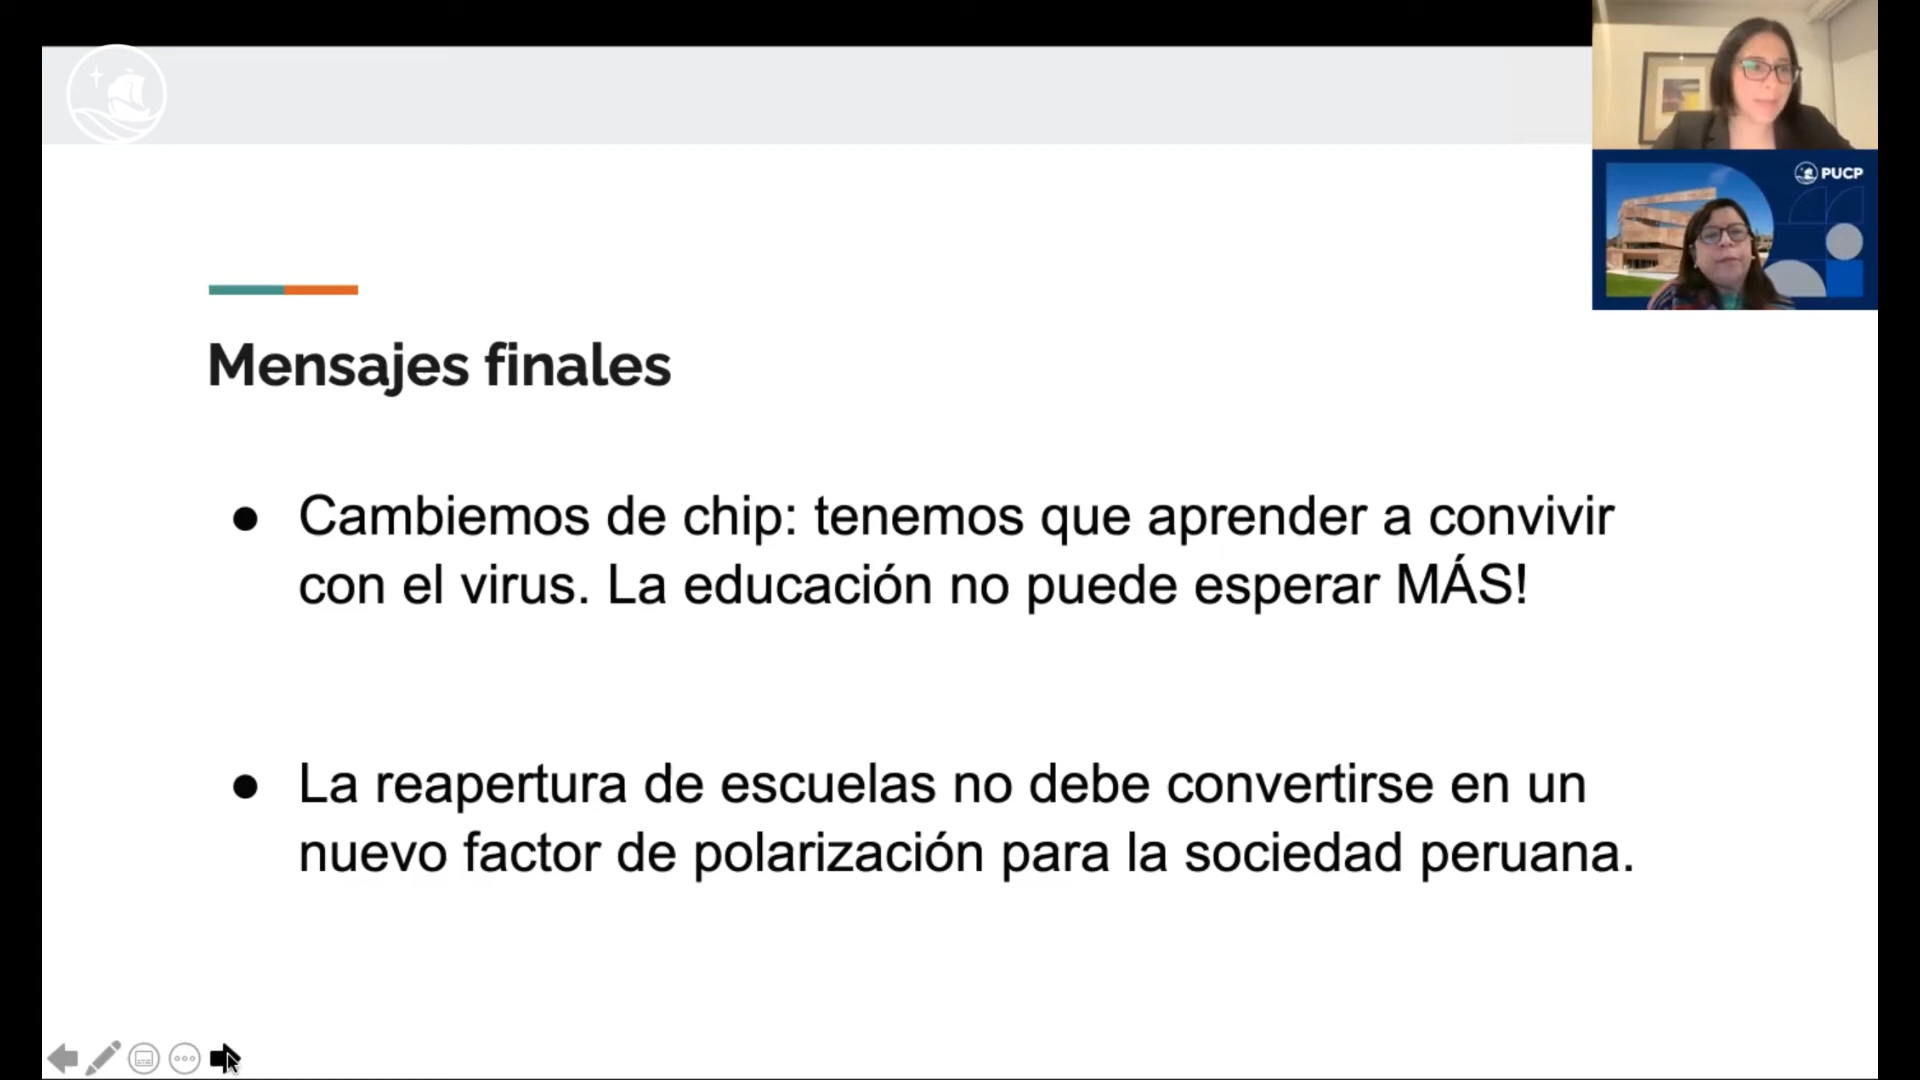 PUCP
Mensajes finales
● Cambiemos de chip: tenemos que aprender a convivir
con el virus. La educación no puede esperar MÁS!
● La reapertura de escuelas no debe convertirse en un
nuevo factor de polarización para la sociedad peruana.